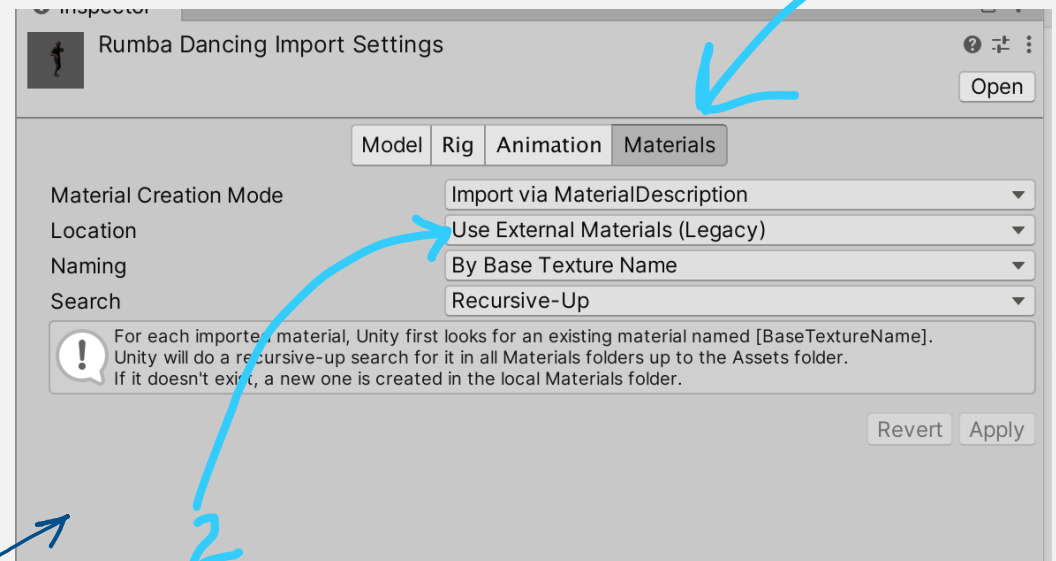 Inspector
Rumba Dancing Import Settings
Open
Model Rig Animation Materials
Material Creation Mode Import via MaterialDescription
Location Use External Materials (Legacy)
Naming By Base Texture Name
Search Recursive-Up
For each imported material, Unity first looks for an existing material named [BaseTextureName].
Unity will do a recursive-up search for it in all Materials folders up to the Assets folder.
If it doesn't exist, a new one is created in the local Materials folder.
Revert Apply
2